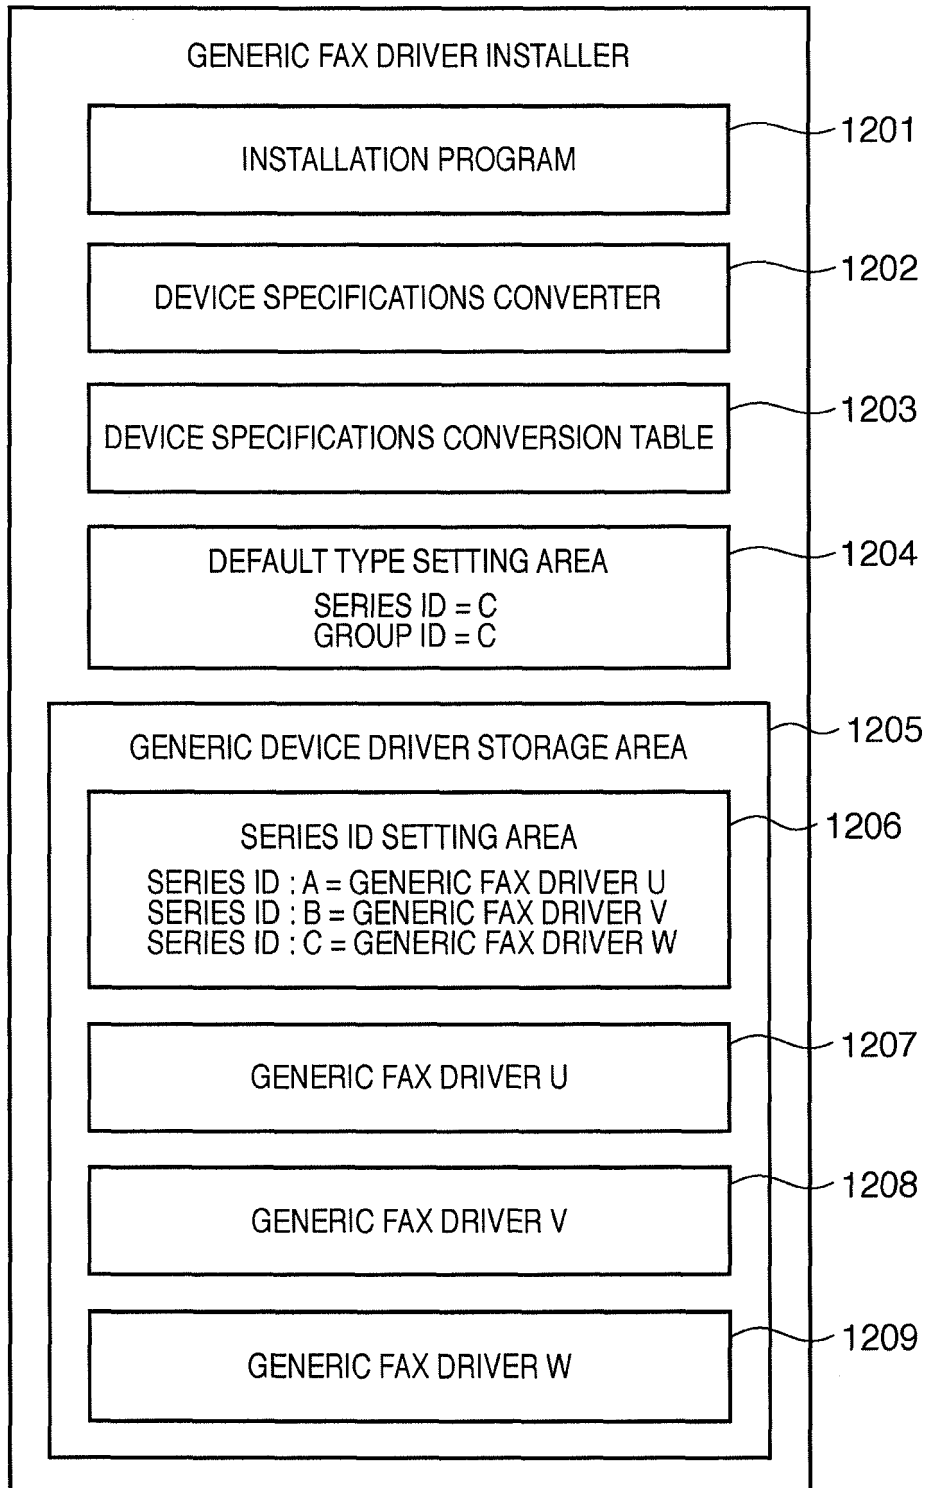 GENERIC FAX DRIVER INSTALLER
INSTALLATION PROGRAM
1201
DEVICE SPECIFICATIONS CONVERTER
1202
DEVICE SPECIFICATIONS CONVERSION TABLE
1203
DEFAULT TYPE SETTING AREA
SERIES ID = C
GROUP ID = C
1204
GENERIC DEVICE DRIVER STORAGE AREA
1205
SERIES ID SETTING AREA
SERIES ID : A = GENERIC FAX DRIVER U
SERIES ID : B = GENERIC FAX DRIVER V
SERIES ID : C = GENERIC FAX DRIVER W
1206
GENERIC FAX DRIVER U
1207
GENERIC FAX DRIVER V
1208
GENERIC FAX DRIVER W
1209